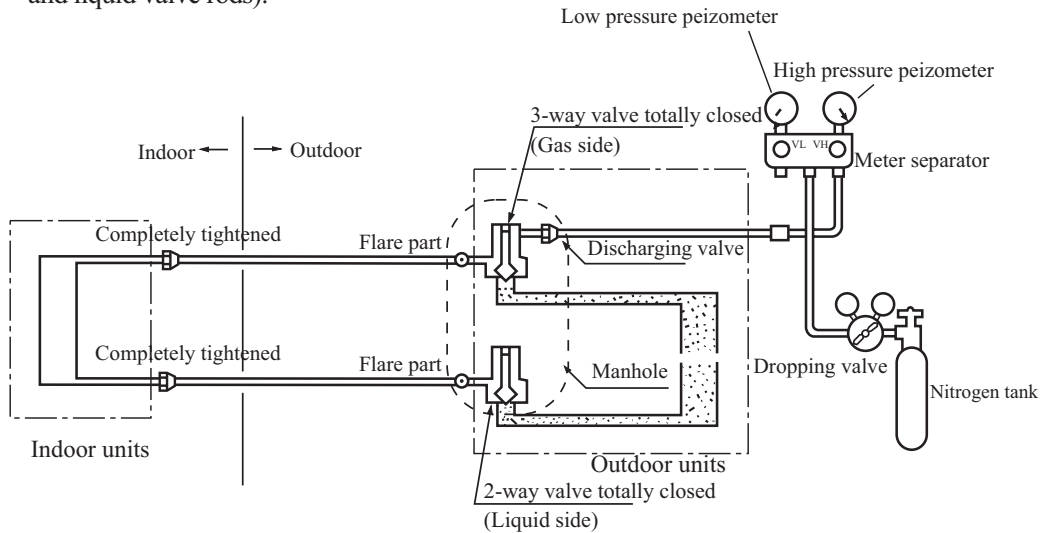 and liquid valve rods).
Low pressure peizometer
High pressure peizometer
3-way valve totally closed
(Gas side)
VL VH
Meter separator
Indoor
Outdoor
Completely tightened
Flare part
Discharging valve
Completely tightened
Flare part
Manhole
Dropping valve
Nitrogen tank
Indoor units
Outdoor units
2-way valve totally closed
(Liquid side)